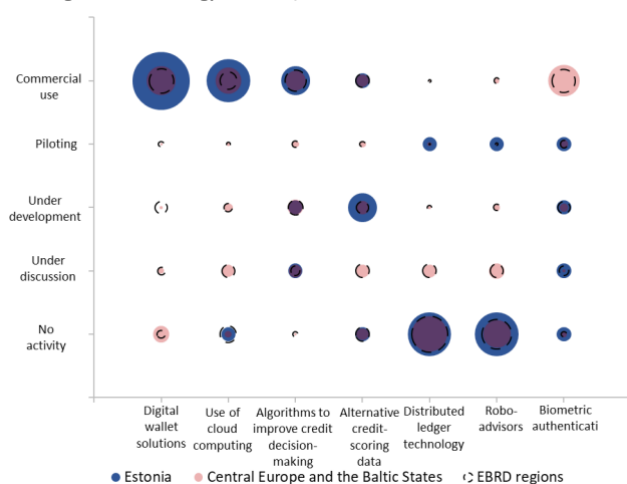 Commercial
use
Piloting
Under
development
Under
discussion
No
activity
Digital
wallet
solutions
Use of
cloud
computing
Algorithms to
improve credit
decision-
making
Alternative
credit-
scoring
data
Distributed
ledger
technology
Robo-
advisors
Biometric
authenticati
Estonia
Central Europe and the Baltic States
EBRD regions